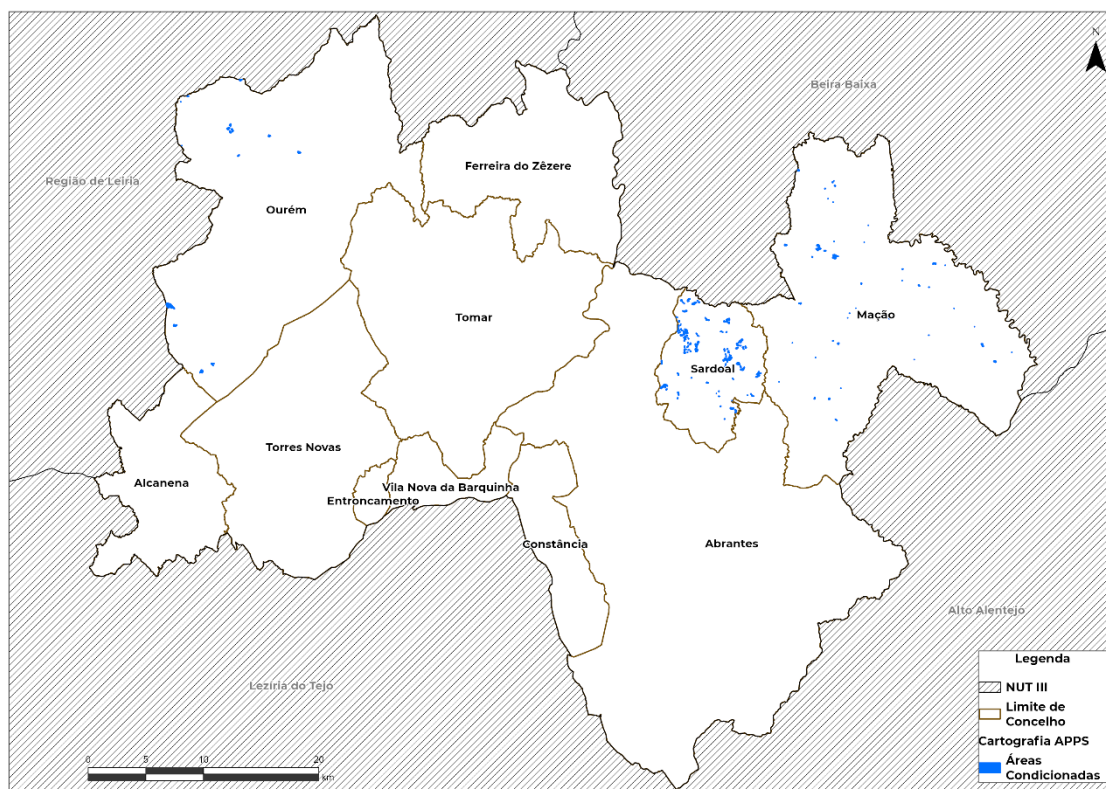 N
Beira Baixa
Ferreira do Zêzere
Região de Leiria
Ourém
Tomar
Mação
Sardoal
Torres Novas
Alcanena
Vila Nova da Barquinha
Entroncamento
Constância
Abrantes
Alto Alentejo
Lezíria do Tejo
Legenda
NUT III
Limite de
Concelho
Cartografia APPS
Áreas
Condicionadas
0 5 10 20
km